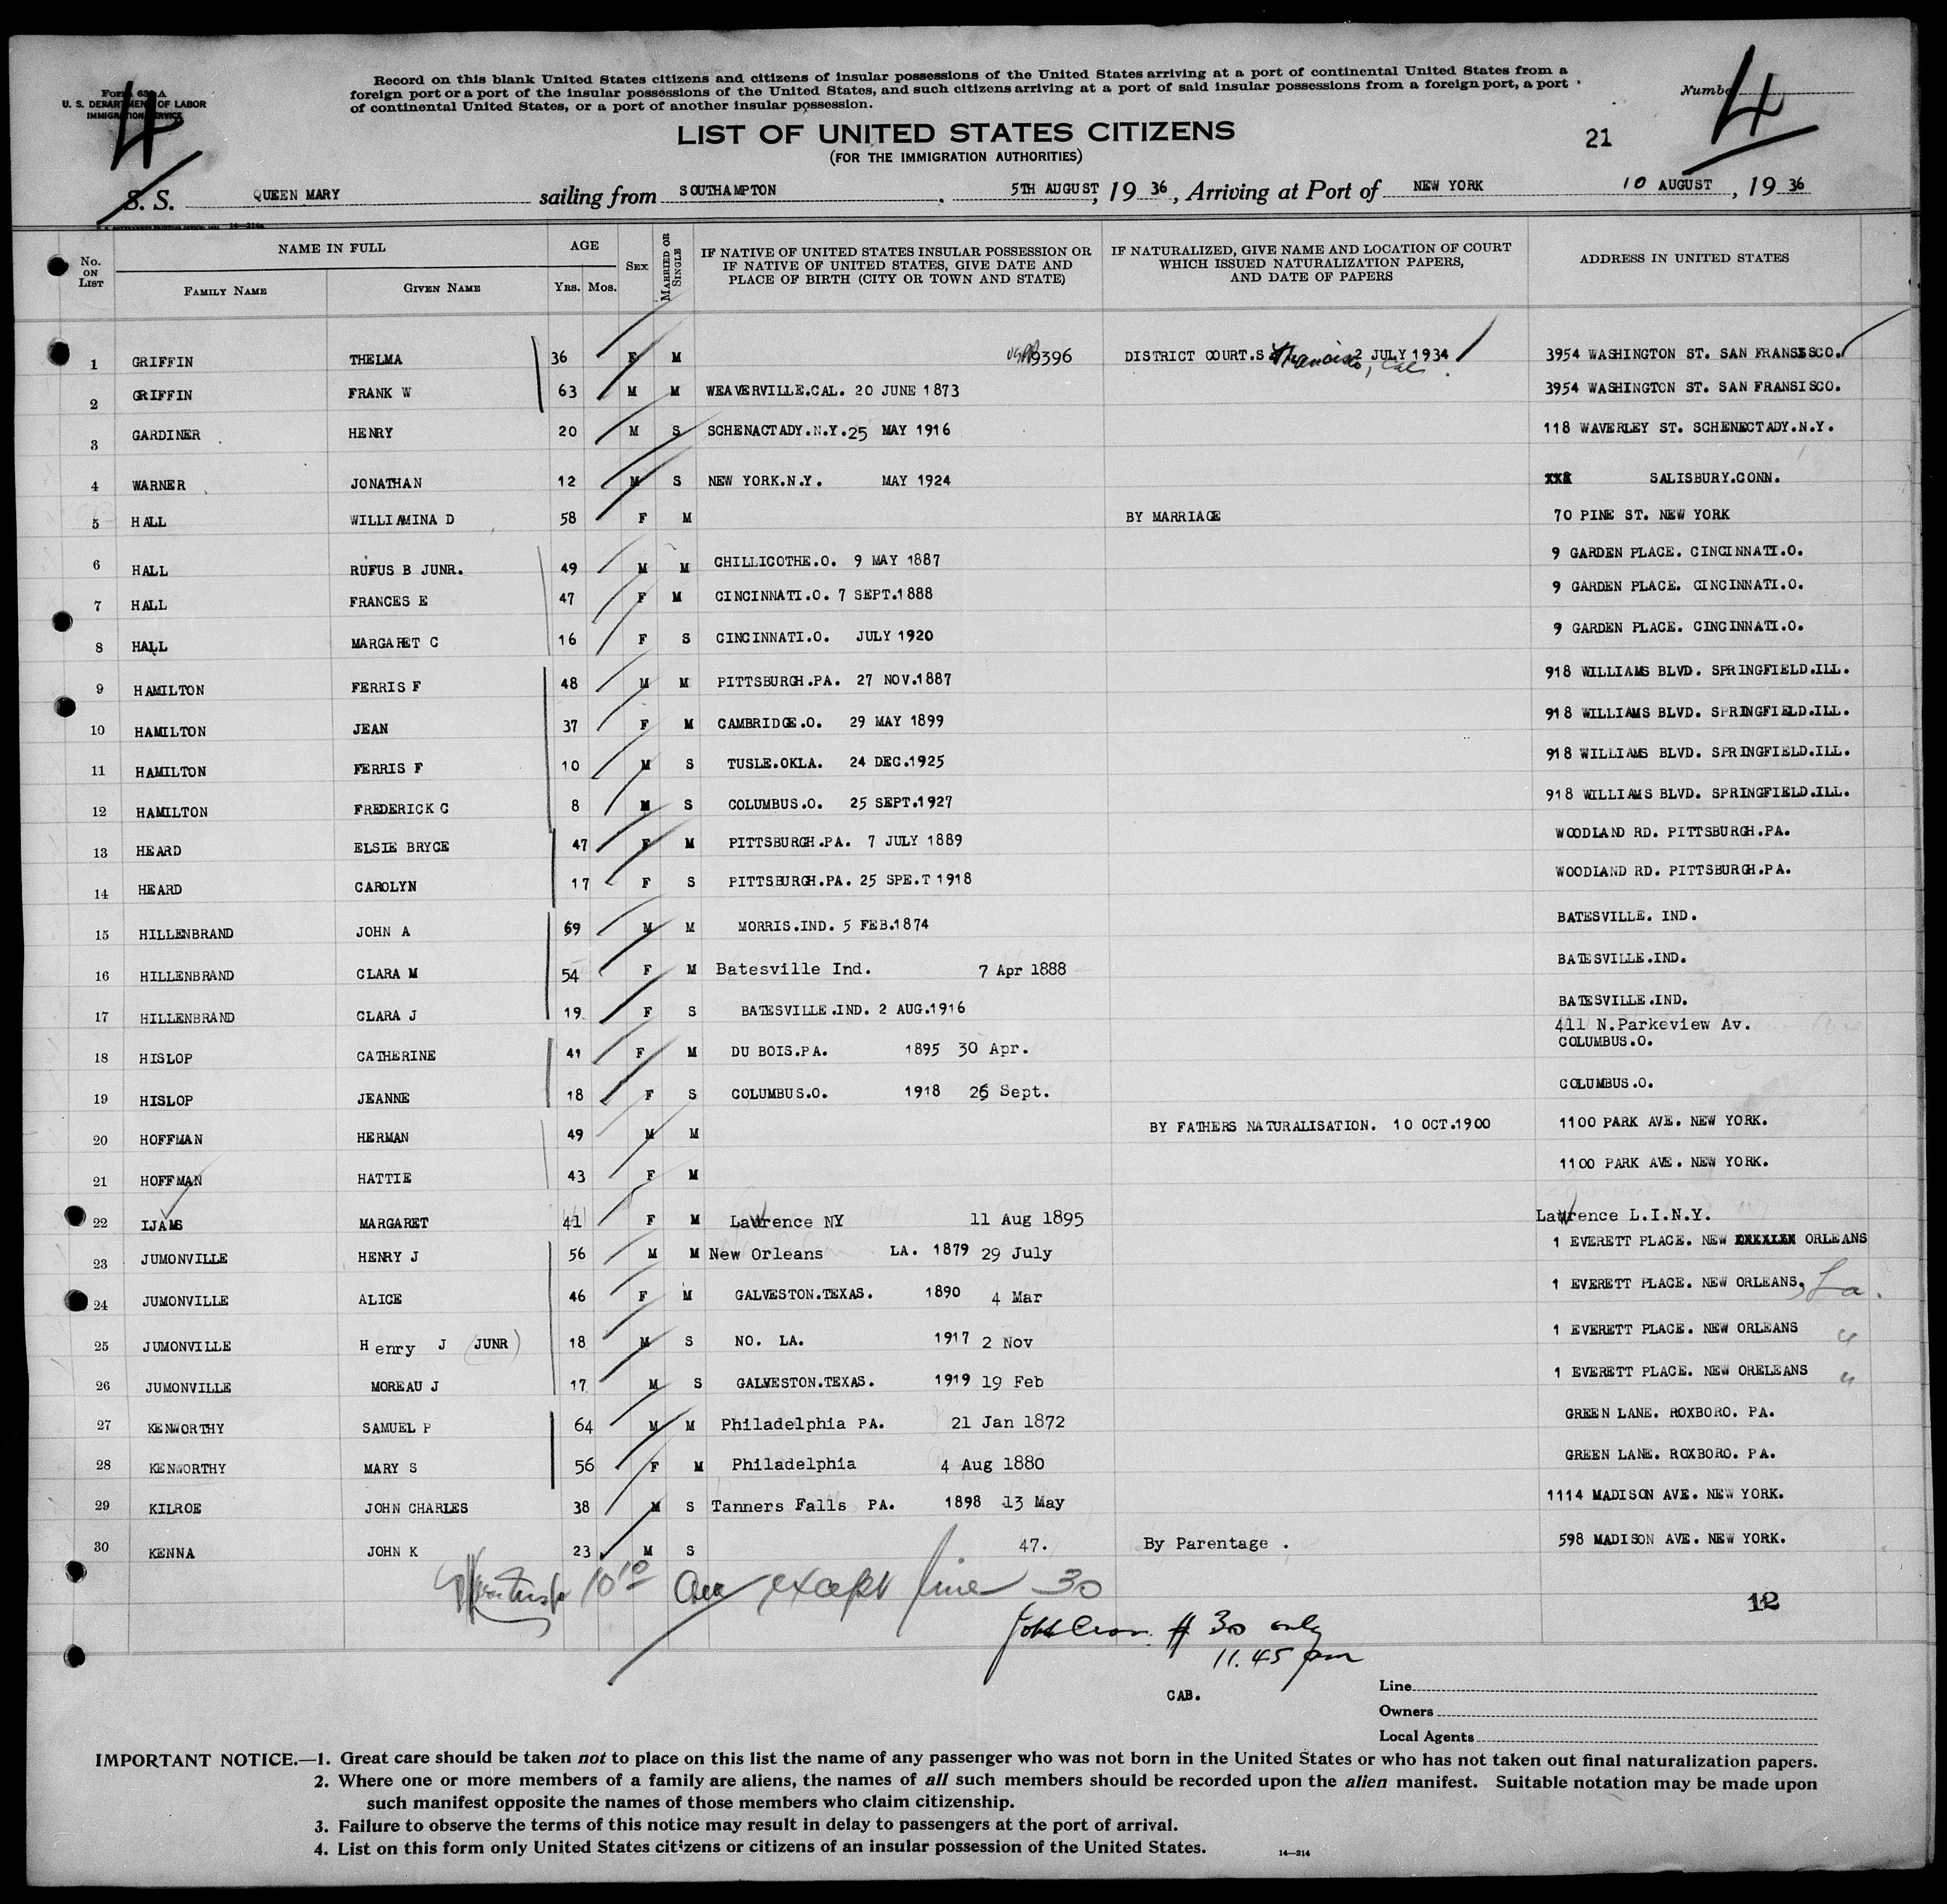 Form 630 A
U. S. DEPARTMENT OF LABOR
IMMIGRATION SERVICE
4
Record on this blank United States citizens and citizens of insular possessions of the United States arriving at a port of continental United States from a
foreign port or a port of the insular possessions of the United States, and such citizens arriving at a port of said insular possessions from a foreign port, a port
of continental United States, or a port of another insular possession.
Number 4
LIST OF UNITED STATES CITIZENS
(FOR THE IMMIGRATION AUTHORITIES)
21
S. S. QUEEN MARY sailing from SOUTHAMPTON, 5TH AUGUST, 19 36, Arriving at Port of NEW YORK 10 AUGUST, 19 36
No. ON LIST NAME IN FULL FAMILY NAME GIVEN NAME AGE YRS. MOS. SEX MARRIED OR SINGLE IF NATIVE OF UNITED STATES INSULAR POSSESSION OR IF NATIVE OF UNITED STATES, GIVE DATE AND PLACE OF BIRTH (CITY OR TOWN AND STATE) IF NATURALIZED, GIVE NAME AND LOCATION OF COURT WHICH ISSUED NATURALIZATION PAPERS, AND DATE OF PAPERS ADDRESS IN UNITED STATES
1 GRIFFIN THELMA 36 F M 19396 DISTRICT COURT.S Francisco, Cal 2 JULY 1934 3954 WASHINGTON ST. SAN FRANSISCO.
2 GRIFFIN FRANK W 63 M M WEAVERVILLE.CAL. 20 JUNE 1873 3954 WASHINGTON ST. SAN FRANSISCO.
3 GARDINER HENRY 20 M S SCHENACTADY.N.Y.25 MAY 1916 118 WAVERLEY ST. SCHENECTADY.N.Y.
4 WARNER JONATHAN 12 M S NEW YORK.N.Y. MAY 1924 SALISBURY.CONN.
5 HALL WILLIAMINA D 58 F M BY MARRIAGE 70 PINE ST. NEW YORK
6 HALL RUFUS B JUNR. 49 M M CHILLICOTHE.O. 9 MAY 1887 9 GARDEN PLACE. CINCINNATI.O.
7 HALL FRANCES E 47 F M CINCINNATI.O. 7 SEPT.1888 9 GARDEN PLACE. CINCINNATI.O.
8 HALL MARGARET C 16 F S CINCINNATI.O. JULY 1920 9 GARDEN PLACE. CINCINNATI.O.
9 HAMILTON FERRIS F 48 M M PITTSBURGH.PA. 27 NOV.1887 918 WILLIAMS BLVD. SPRINGFIELD.ILL.
10 HAMILTON JEAN 37 F M CAMBRIDGE.O. 29 MAY 1899 918 WILLIAMS BLVD. SPRINGFIELD.ILL.
11 HAMILTON FERRIS F 10 M S TUSLE.OKLA. 24 DEC.1925 918 WILLIAMS BLVD. SPRINGFIELD.ILL.
12 HAMILTON FREDERICK C 8 M S COLUMBUS.O. 25 SEPT.1927 918 WILLIAMS BLVD. SPRINGFIELD.ILL.
13 HEARD ELSIE BRYCE 47 F M PITTSBURGH.PA. 7 JULY 1889 WOODLAND RD. PITTSBURGH.PA.
14 HEARD CAROLYN 17 F S PITTSBURGH.PA. 25 SPE.T 1918 WOODLAND RD. PITTSBURGH.PA.
15 HILLENBRAND JOHN A 59 M M MORRIS.IND. 5 FEB.1874 BATESVILLE. IND.
16 HILLENBRAND CLARA M 54 F M Batesville Ind. 7 Apr 1888 BATESVILLE.IND.
17 HILLENBRAND CLARA J 19 F S BATESVILLE.IND. 2 AUG.1916 BATESVILLE.IND.
411 N.Parkeview Av.
18 HISLOP CATHERINE 41 F M DU BOIS.PA. 1895 30 Apr. COLUMBUS.O.
19 HISLOP JEANNE 18 F S COLUMBUS.O. 1918 26 Sept. COLUMBUS.O.
20 HOFFMAN HERMAN 49 M M BY FATHERS NATURALISATION. 10 OCT.1900 1100 PARK AVE. NEW YORK.
21 HOFFMAN HATTIE 43 F M 1100 PARK AVE. NEW YORK.
22 IJAMS MARGARET 41 F M Lawrence NY 11 Aug 1895 Lawrence L.I.N.Y.
23 JUMONVILLE HENRY J 56 M M New Orleans LA. 1879 29 July 1 EVERETT PLACE. NEW ORLEANS
24 JUMONVILLE ALICE 46 F M GALVESTON.TEXAS. 1890 4 Mar 1 EVERETT PLACE. NEW ORLEANS, La.
25 JUMONVILLE Henry J (JUNR) 18 M S NO. LA. 1917 2 Nov 1 EVERETT PLACE. NEW ORLEANS "
26 JUMONVILLE MOREAU J 17 M S GALVESTON.TEXAS. 1919 19 Feb 1 EVERETT PLACE. NEW ORELEANS "
27 KENWORTHY SAMUEL P 64 M M Philadelphia PA. 21 Jan 1872 GREEN LANE. ROXBORO. PA.
28 KENWORTHY MARY S 56 F M Philadelphia 4 Aug 1880 GREEN LANE. ROXBORO. PA.
29 KILROE JOHN CHARLES 38 M S Tanners Falls PA. 1898 13 May 1114 MADISON AVE. NEW YORK.
30 KENNA JOHN K 23 M S 47. By Parentage . 598 MADISON AVE. NEW YORK.
except line 30
12
# 30 only
11.45 pm
CAB.
Line
Owners
Local Agents
IMPORTANT NOTICE.—1. Great care should be taken not to place on this list the name of any passenger who was not born in the United States or who has not taken out final naturalization papers.
2. Where one or more members of a family are aliens, the names of all such members should be recorded upon the alien manifest. Suitable notation may be made upon
such manifest opposite the names of those members who claim citizenship.
3. Failure to observe the terms of this notice may result in delay to passengers at the port of arrival.
4. List on this form only United States citizens or citizens of an insular possession of the United States.
14—214